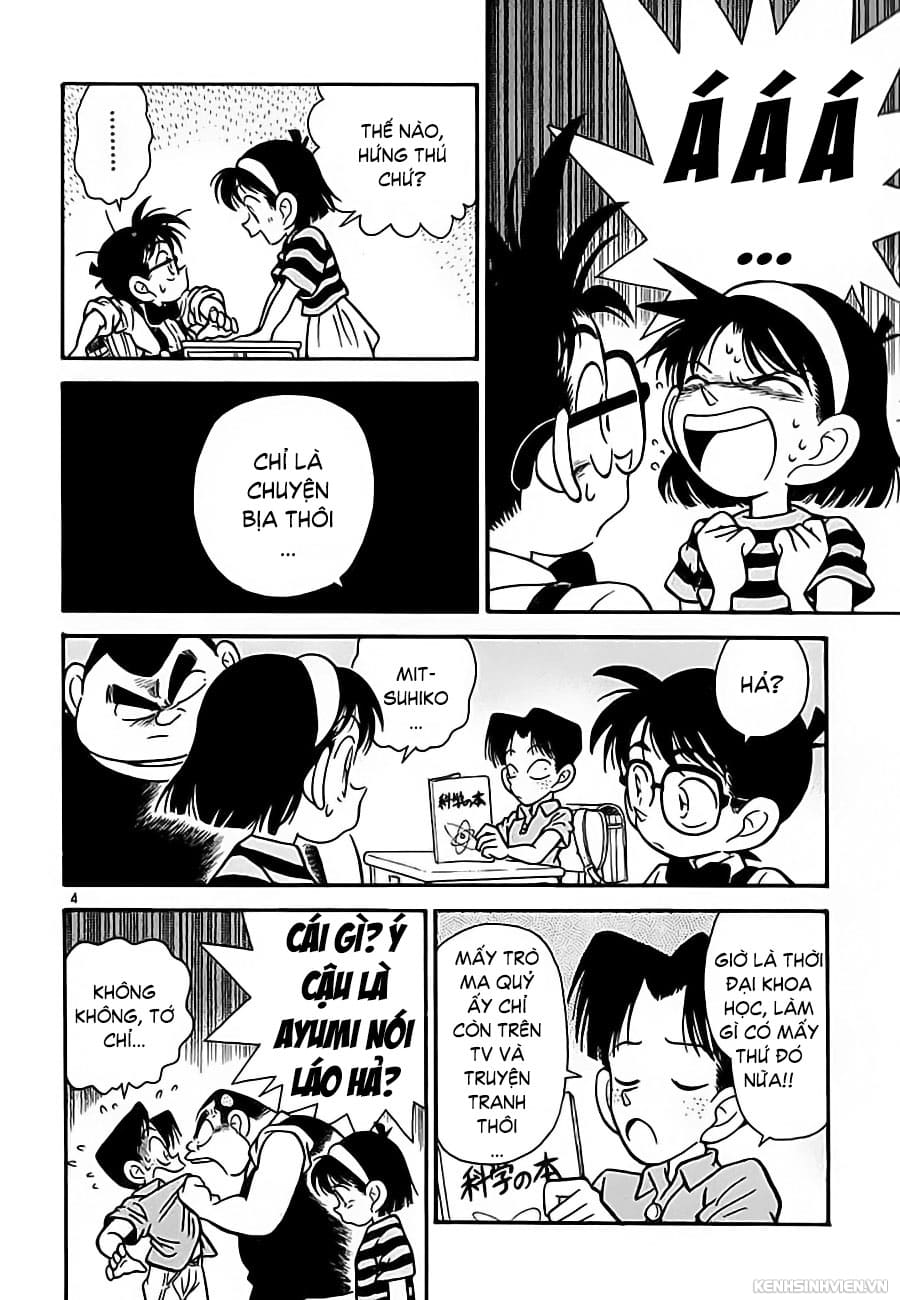 Á Á Á
...
THẾ NÀO,
HỨNG THÚ
CHỨ?
......
CHỈ LÀ
CHUYỆN
BỊA THÔI
...
HẢ?
MIT-
SUHIKO
...
科学の本
4
GIỜ LÀ THỜI
ĐẠI KHOA
HỌC, LÀM
GÌ CÓ MẤY
THỨ ĐÓ
NỮA!!
MẤY TRÒ
MA QUỶ
ẤY CHỈ
CÒN TRÊN
TV VÀ
TRUYỆN
TRANH
THÔI
...
科学の本
CÁI GÌ? Ý
CẬU LÀ
AYUMI NÓI
LÁO HẢ?
KHÔNG
KHÔNG, TỚ
CHỈ...
KENHSINHVIEN.VN